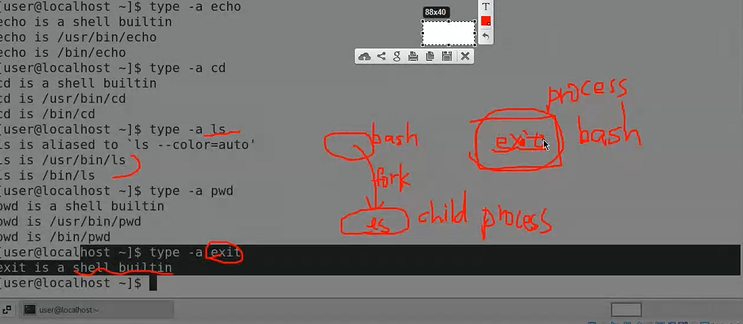 [user@localhost ~]$ type -a echo
echo is a shell builtin
echo is /usr/bin/echo
echo is /bin/echo
[user@localhost ~]$ type -a cd
cd is a shell builtin
cd is /usr/bin/cd
cd is /bin/cd
[user@localhost ~]$ type -a ls
ls is aliased to `ls --color=auto'
ls is /usr/bin/ls
ls is /bin/ls
[user@localhost ~]$ type -a pwd
pwd is a shell builtin
pwd is /usr/bin/pwd
pwd is /bin/pwd
[user@localhost ~]$ type -a exit
exit is a shell builtin
[user@localhost ~]$
88x40
T
g
process
bash
exit
bash
fork
ls
child process
user@localhost:~